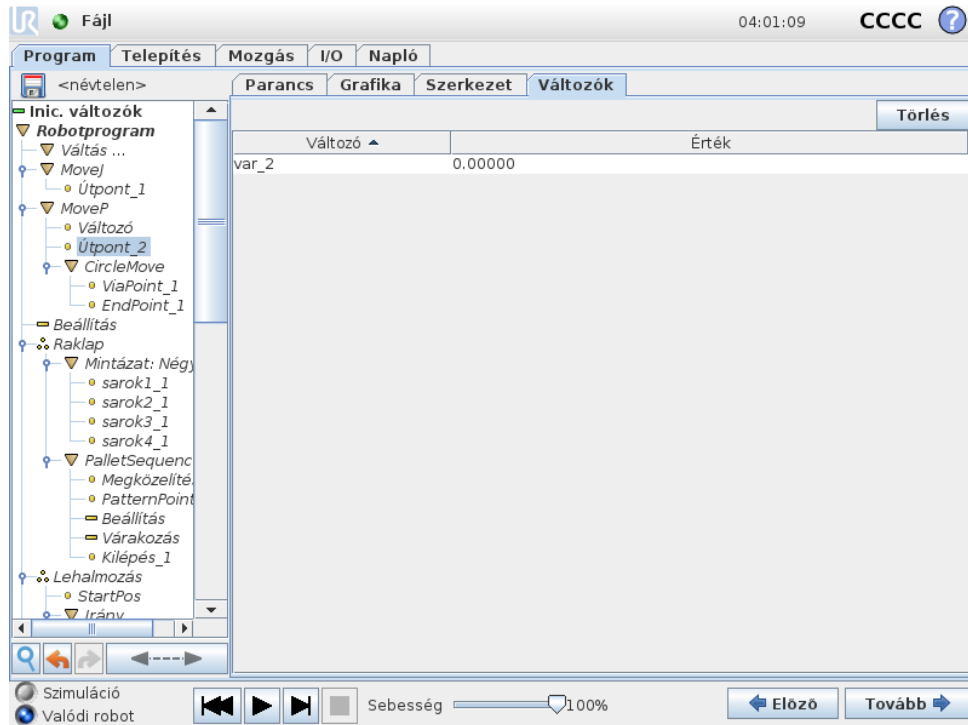 UR Fájl 04:01:09 CCCC ?
Program Telepítés Mozgás I/O Napló
<névtelen> Parancs Grafika Szerkezet Változók
Törlés
Változó Érték
var_2 0.00000
Inic. változók
Robotprogram
Váltás ...
MoveJ
Útpont_1
MoveP
Változó
Útpont_2
CircleMove
ViaPoint_1
EndPoint_1
Beállítás
Raklap
Mintázat: Négy
sarok1_1
sarok2_1
sarok3_1
sarok4_1
PalletSequenc
Megközelíté
PatternPoint
Beállítás
Várakozás
Kilépés_1
Lehalmozás
StartPos
Irány
Szimuláció
Valódi robot
Sebesség 100%
Előző Tovább